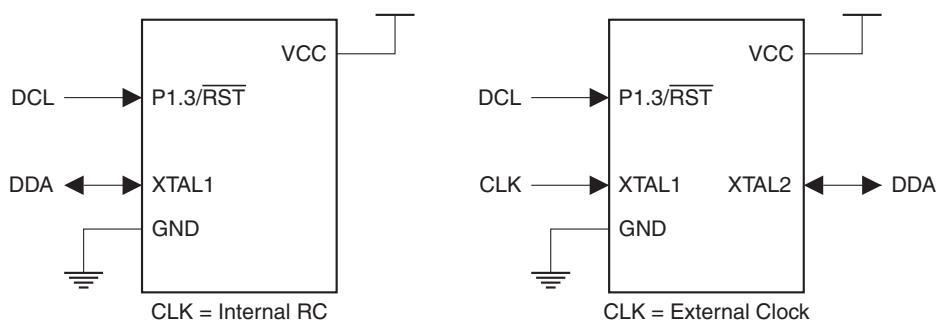 VCC
DCL
P1.3/RST
DDA
XTAL1
GND
CLK = Internal RC
VCC
DCL
P1.3/RST
CLK
XTAL1
XTAL2
DDA
GND
CLK = External Clock